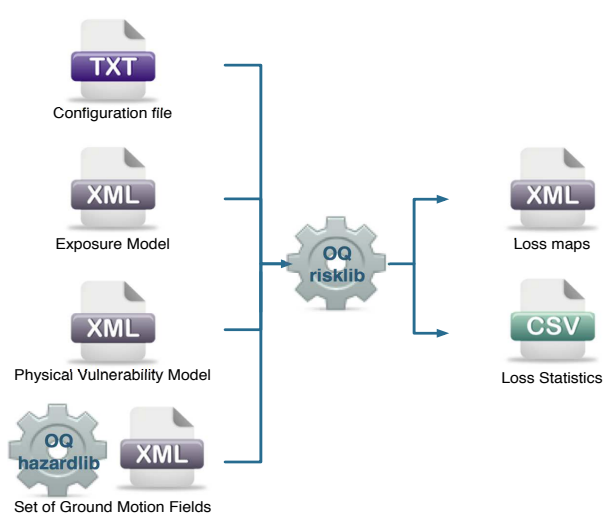 TXT
Configuration file
XML
Exposure Model
XML
Physical Vulnerability Model
OQ
hazardlib
XML
Set of Ground Motion Fields
OQ
risklib
XML
Loss maps
CSV
Loss Statistics